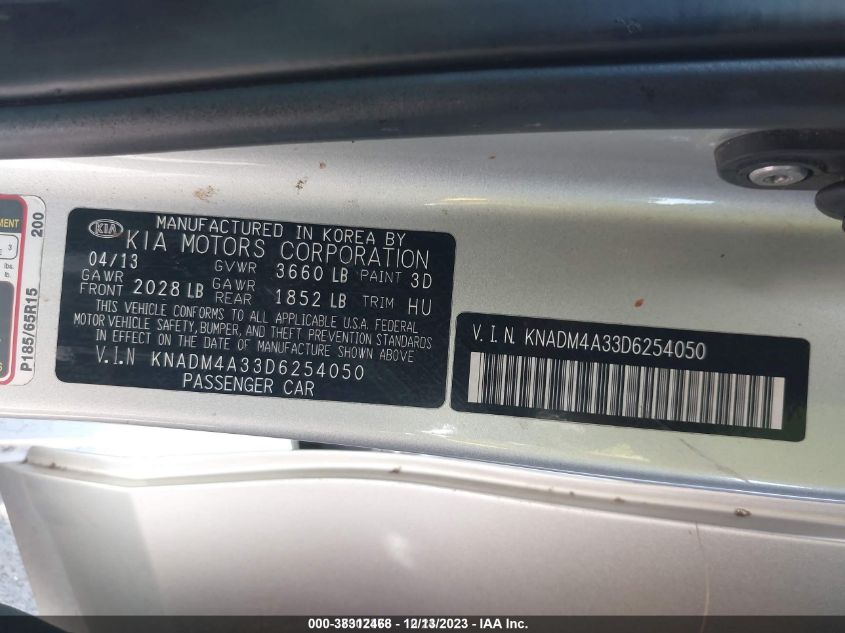 KIA
MANUFACTURED IN KOREA BY
KIA MOTORS CORPORATION
04/13 GVWR 3660 LB PAINT 3D
GAWR FRONT 2028 LB GAWR REAR 1852 LB TRIM HU
THIS VEHICLE CONFORMS TO ALL APPLICABLE U.S.A. FEDERAL
MOTOR VEHICLE SAFETY, BUMPER, AND THEFT PREVENTION STANDARDS
IN EFFECT ON THE DATE OF MANUFACTURE SHOWN ABOVE
V.I.N KNADM4A33D6254050
PASSENGER CAR
V.I.N. KNADM4A33D6254050
200
P185/65R15
3
lbs.
lb.
- 12/13/2023 - IAA Inc.